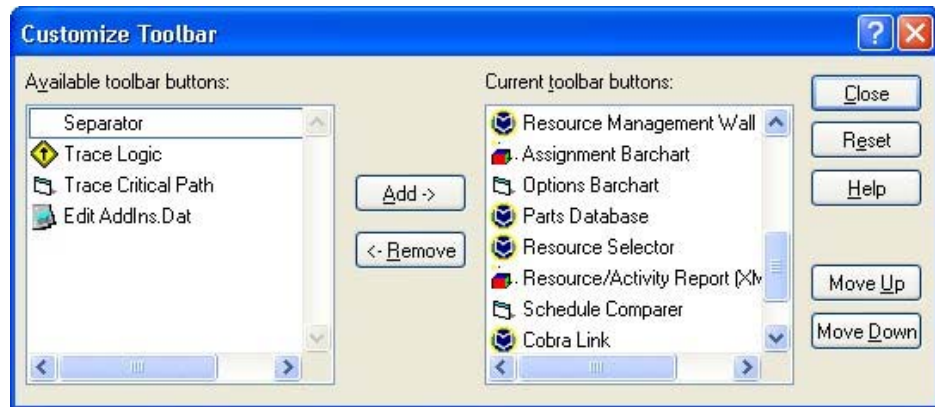 Customize Toolbar
Available toolbar buttons:
Separator
Trace Logic
Trace Critical Path
Edit AddIns.Dat
Add ->
<- Remove
Current toolbar buttons:
Resource Management Wall
Assignment Barchart
Options Barchart
Parts Database
Resource Selector
Resource/Activity Report (XM
Schedule Comparer
Cobra Link
Close
Reset
Help
Move Up
Move Down